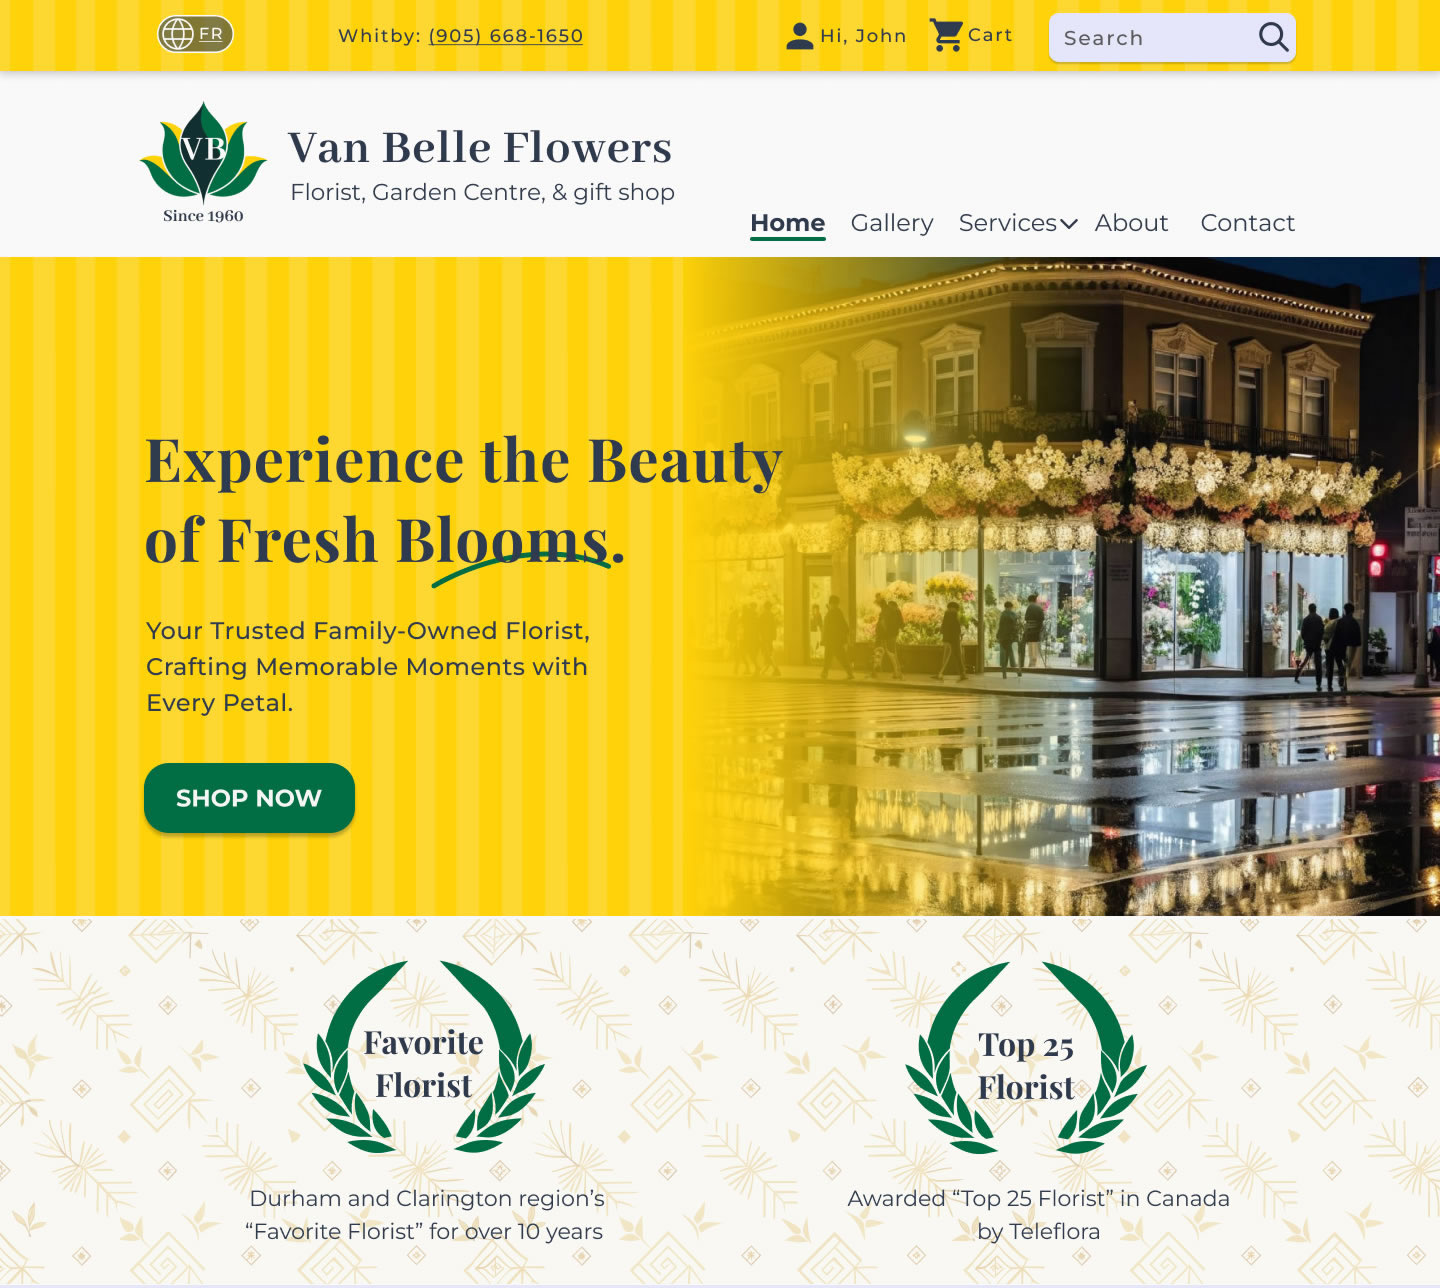 FR
Whitby: (905) 668-1650
Hi, John
Cart
Search
VB
Since 1960
Van Belle Flowers
Florist, Garden Centre, & gift shop
Home
Gallery
Services
About
Contact
Experience the Beauty
of Fresh Blooms.
Your Trusted Family-Owned Florist,
Crafting Memorable Moments with
Every Petal.
SHOP NOW
Favorite
Florist
Durham and Clarington region’s
“Favorite Florist” for over 10 years
Top 25
Florist
Awarded “Top 25 Florist” in Canada
by Teleflora